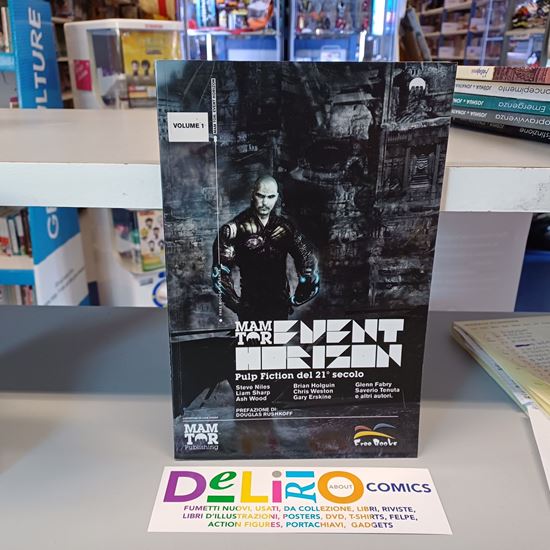 VOLUME 1
MAM TOR EVENT
HORIZON
Pulp Fiction del 21° secolo
Steve Niles
Liam Sharp
Ash Wood
Brian Holguin
Chris Weston
Gary Erskine
Glenn Fabry
Saverio Tenuta
e altri autori.
PREFAZIONE DI
DOUGLAS RUSHKOFF
MAM
TOR
Publishing
Free Books
DeLiRiO ABOUT COMICS
FUMETTI NUOVI, USATI, DA COLLEZIONE, LIBRI, RIVISTE,
LIBRI D'ILLUSTRAZIONI, POSTERS, DVD, T-SHIRTS, FELPE,
ACTION FIGURES, PORTACHIAVI, GADGETS
Emergenza